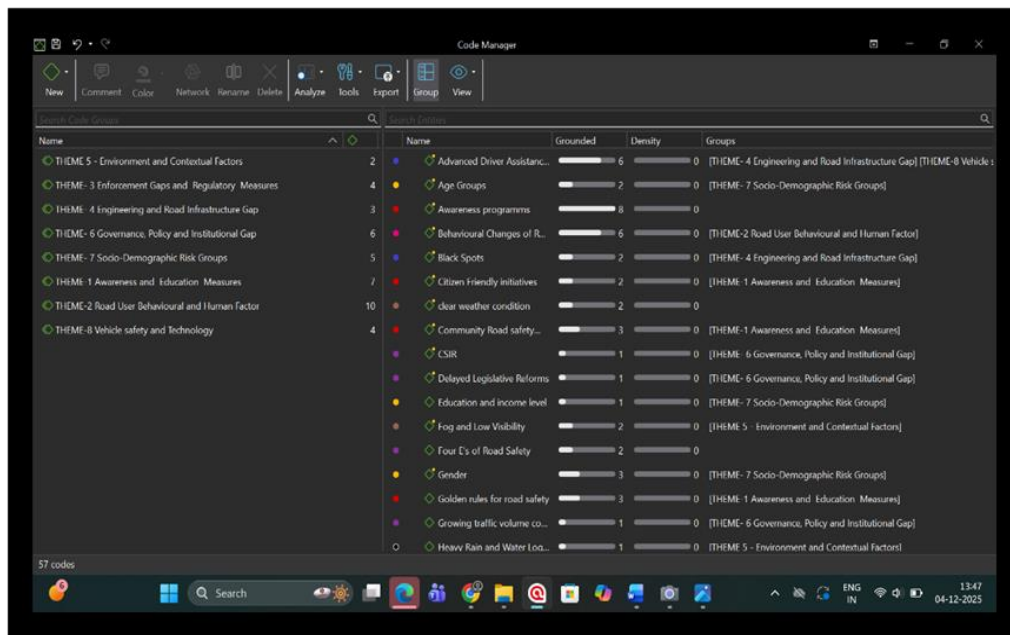 Code Manager
New Comment Color Network Rename Delete Analyze Tools Export Group View
Search Code Groups
Search Entities
Name
Name Grounded Density Groups
THEME 5 - Environment and Contextual Factors 2
THEME- 3 Enforcement Gaps and Regulatory Measures 4
THEME- 4 Engineering and Road Infrastructure Gap 3
THEME- 6 Governance, Policy and Institutional Gap 6
THEME- 7 Socio-Demographic Risk Groups 5
THEME-1 Awareness and Education Measures 7
THEME-2 Road User Behavioural and Human Factor 10
THEME-8 Vehicle safety and Technology 4
Advanced Driver Assistanc... 6 0 [THEME- 4 Engineering and Road Infrastructure Gap] [THEME-8 Vehicle s
Age Groups 2 0 [THEME- 7 Socio-Demographic Risk Groups]
Awareness programms 8 0
Behavioural Changes of R... 6 0 [THEME-2 Road User Behavioural and Human Factor]
Black Spots 2 0 [THEME- 4 Engineering and Road Infrastructure Gap]
Citizen Friendly initiatives 2 0 [THEME-1 Awareness and Education Measures]
clear weather condition 2 0
Community Road safety... 3 0 [THEME-1 Awareness and Education Measures]
CSIR 1 0 [THEME- 6 Governance, Policy and Institutional Gap]
Delayed Legislative Reforms 1 0 [THEME- 6 Governance, Policy and Institutional Gap]
Education and income level 1 0 [THEME- 7 Socio-Demographic Risk Groups]
Fog and Low Visibility 2 0 [THEME 5 - Environment and Contextual Factors]
Four E's of Road Safety 2 0
Gender 3 0 [THEME- 7 Socio-Demographic Risk Groups]
Golden rules for road safety 3 0 [THEME-1 Awareness and Education Measures]
Growing traffic volume co... 1 0 [THEME- 6 Governance, Policy and Institutional Gap]
Heavy Rain and Water Log... 1 0 [THEME 5 - Environment and Contextual Factors]
57 codes
6
Search
ENG
IN
13:47
04-12-2025